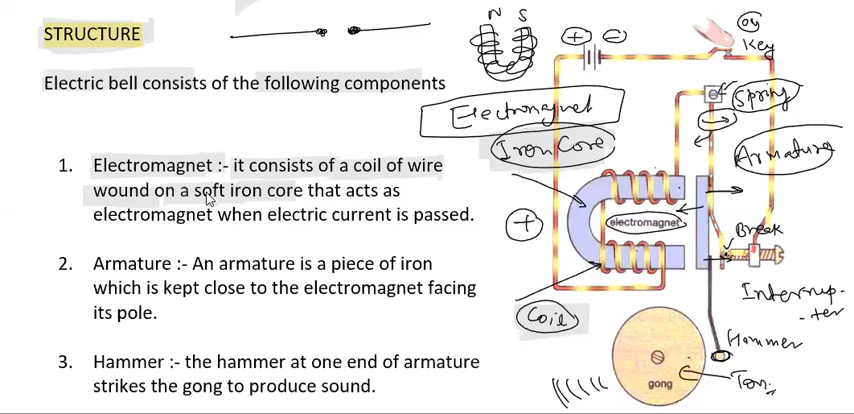 STRUCTURE
Electric bell consists of the following components
1. Electromagnet :- it consists of a coil of wire
wound on a soft iron core that acts as
electromagnet when electric current is passed.
2. Armature :- An armature is a piece of iron
which is kept close to the electromagnet facing
its pole.
3. Hammer :- the hammer at one end of armature
strikes the gong to produce sound.
N S
+ −
Key
Electromagnet
Spring
Iron Core
Armature
+
electromagnet
Break
Interrup-
-ter
Coil
Hammer
gong